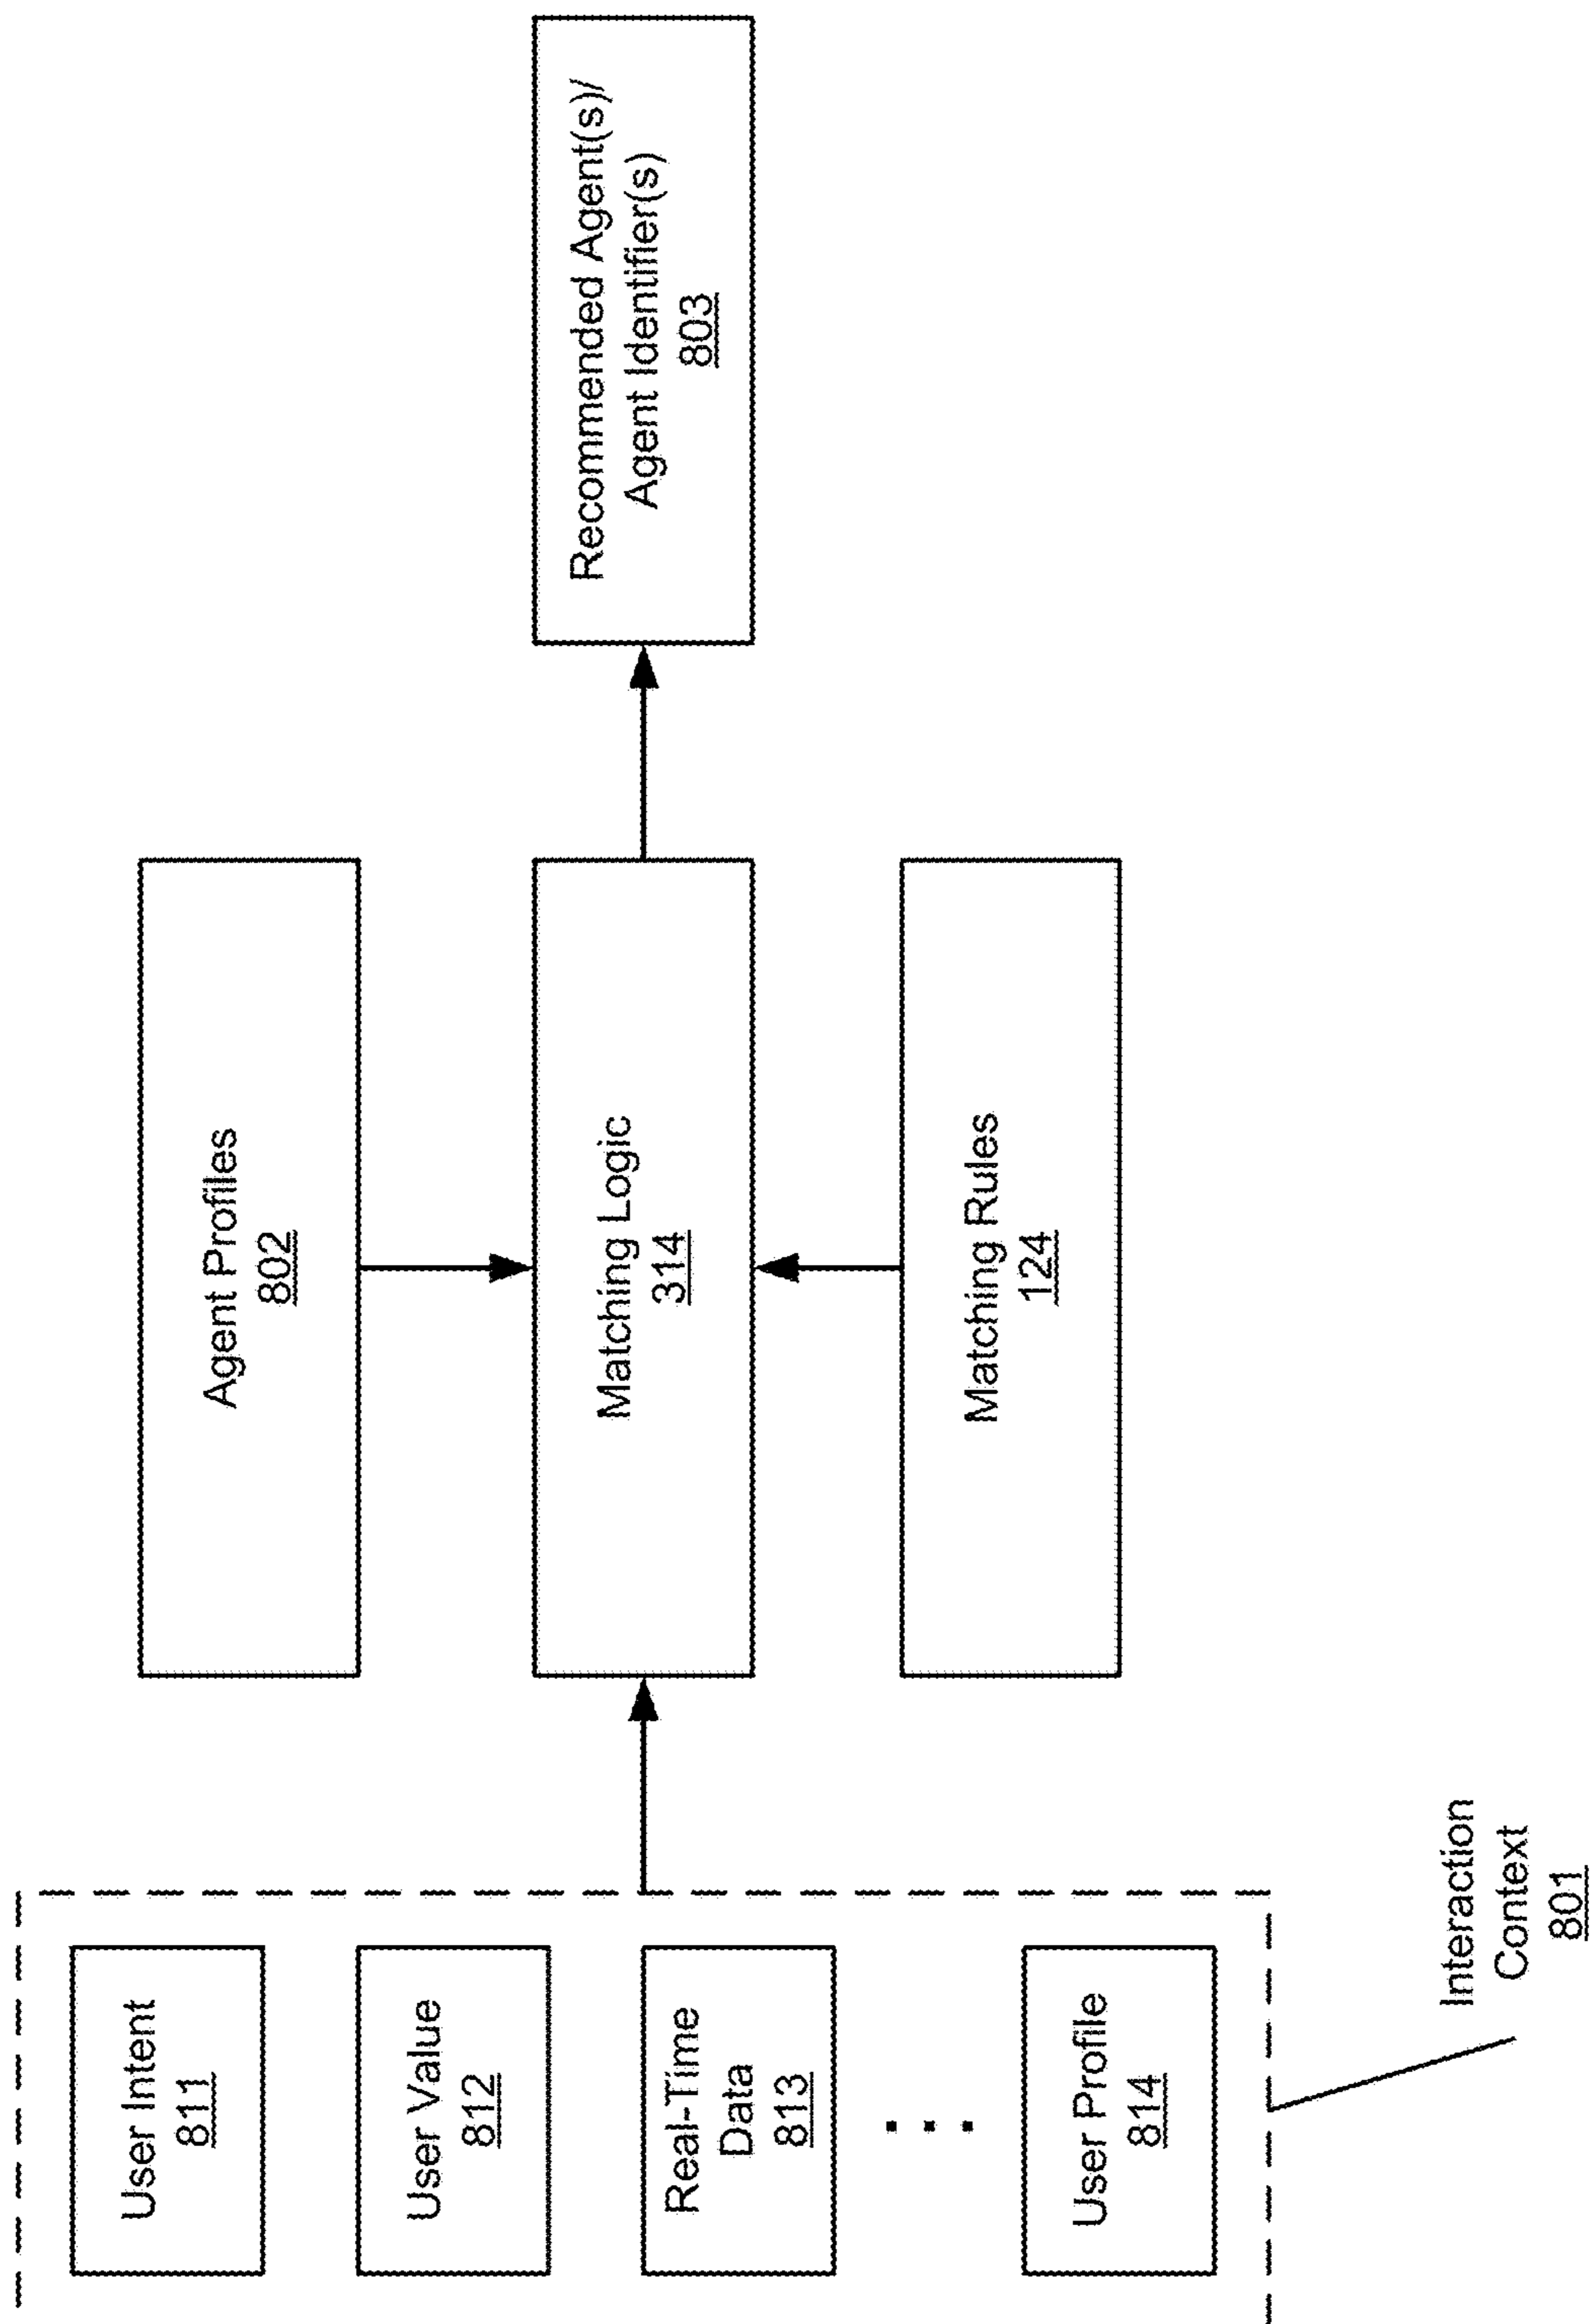 User Intent
811
User Value
812
Real-Time
Data
813
...
User Profile
814
Interaction
Context
801
Agent Profiles
802
Matching Logic
314
Matching Rules
124
Recommended Agent(s)/
Agent Identifier(s)
803